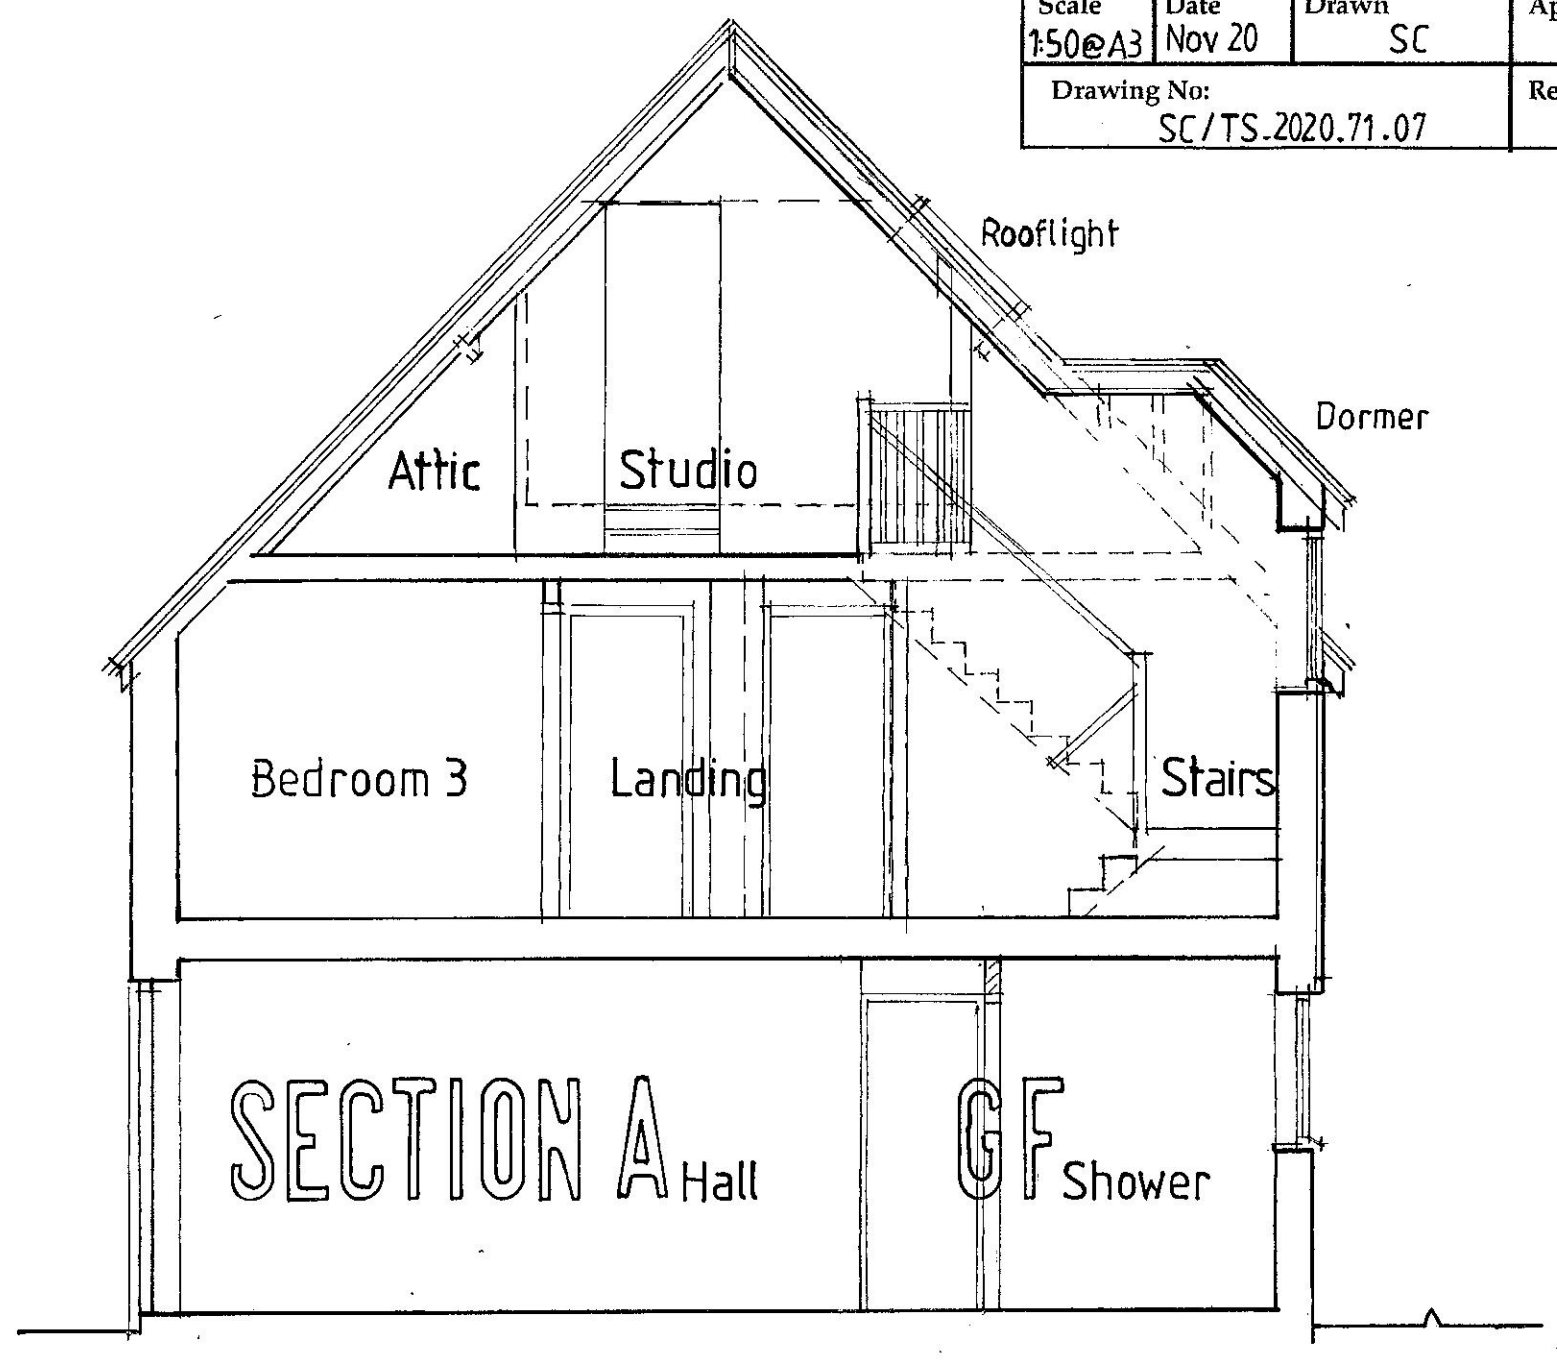 Scale Date Drawn
1:50@A3 Nov 20 SC
Drawing No:
SC/TS-2020.71.07
Rooflight
Dormer
Attic Studio
Bedroom 3 Landing Stairs
SECTION A GF
Hall Shower